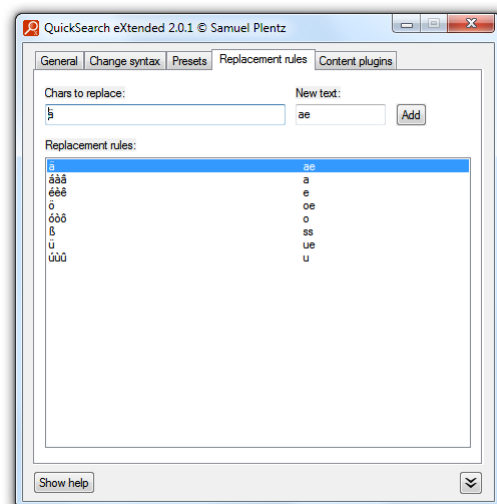 QuickSearch eXtended 2.0.1 © Samuel Plentz
General Change syntax Presets Replacement rules Content plugins
Chars to replace: New text:
ä ae Add
Replacement rules:
ä ae
áàâ a
éèê e
ö oe
óòô o
ß ss
ü ue
úùû u
Show help